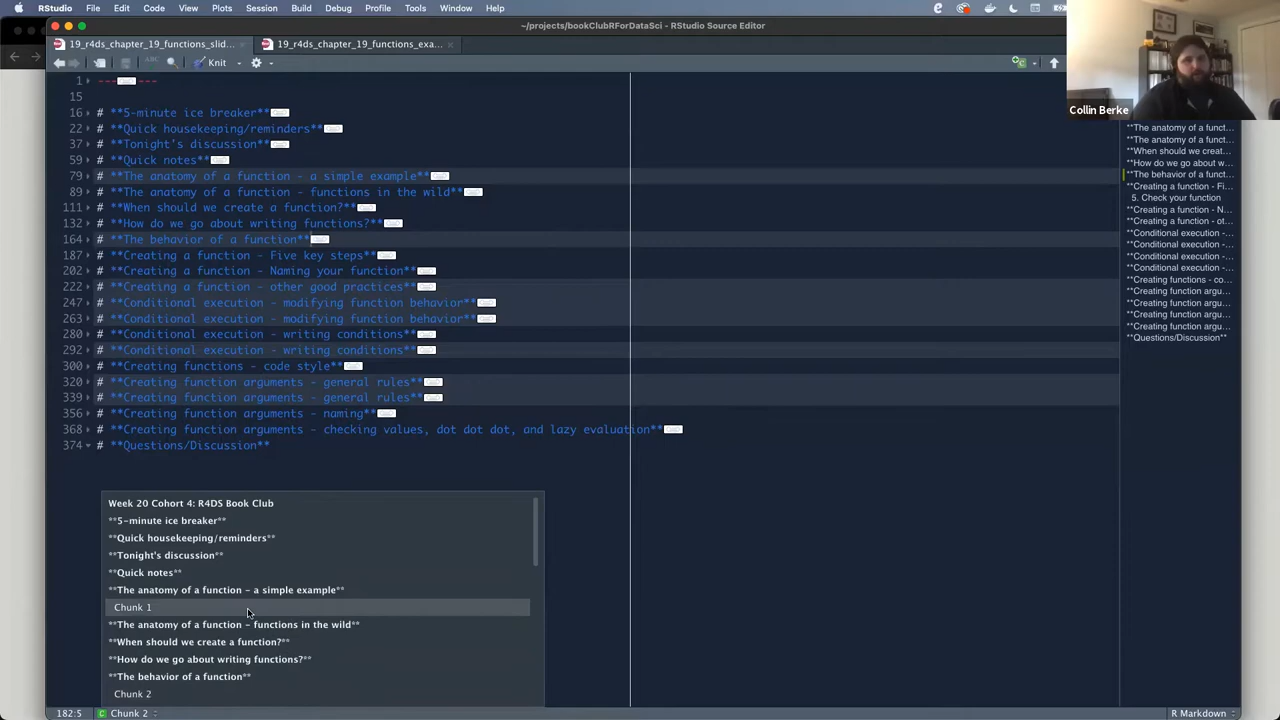 RStudio File Edit Code View Plots Session Build Debug Profile Tools Window Help
~/projects/bookClubRForDataSci - RStudio Source Editor
19_r4ds_chapter_19_functions_slid... 19_r4ds_chapter_19_functions_exa...
ABC Knit
Collin Berke
1 --- ---
15
16 # **5-minute ice breaker**
22 # **Quick housekeeping/reminders**
37 # **Tonight's discussion**
59 # **Quick notes**
79 # **The anatomy of a function - a simple example**
89 # **The anatomy of a function - functions in the wild**
111 # **When should we create a function?**
132 # **How do we go about writing functions?**
164 # **The behavior of a function**
187 # **Creating a function - Five key steps**
202 # **Creating a function - Naming your function**
222 # **Creating a function - other good practices**
247 # **Conditional execution - modifying function behavior**
263 # **Conditional execution - modifying function behavior**
280 # **Conditional execution - writing conditions**
292 # **Conditional execution - writing conditions**
300 # **Creating functions - code style**
320 # **Creating function arguments - general rules**
339 # **Creating function arguments - general rules**
356 # **Creating function arguments - naming**
368 # **Creating function arguments - checking values, dot dot dot, and lazy evaluation**
374 # **Questions/Discussion**
**The anatomy of a funct...
**The anatomy of a funct...
**When should we creat...
**How do we go about w...
**The behavior of a funct...
**Creating a function - Fi...
5. Check your function
**Creating a function - N...
**Creating a function - ot...
**Conditional execution -...
**Conditional execution -...
**Conditional execution -...
**Conditional execution -...
**Creating functions - co...
**Creating function argu...
**Creating function argu...
**Creating function argu...
**Creating function argu...
**Questions/Discussion**
Week 20 Cohort 4: R4DS Book Club
**5-minute ice breaker**
**Quick housekeeping/reminders**
**Tonight's discussion**
**Quick notes**
**The anatomy of a function - a simple example**
Chunk 1
**The anatomy of a function - functions in the wild**
**When should we create a function?**
**How do we go about writing functions?**
**The behavior of a function**
Chunk 2
182:5 C Chunk 2 R Markdown